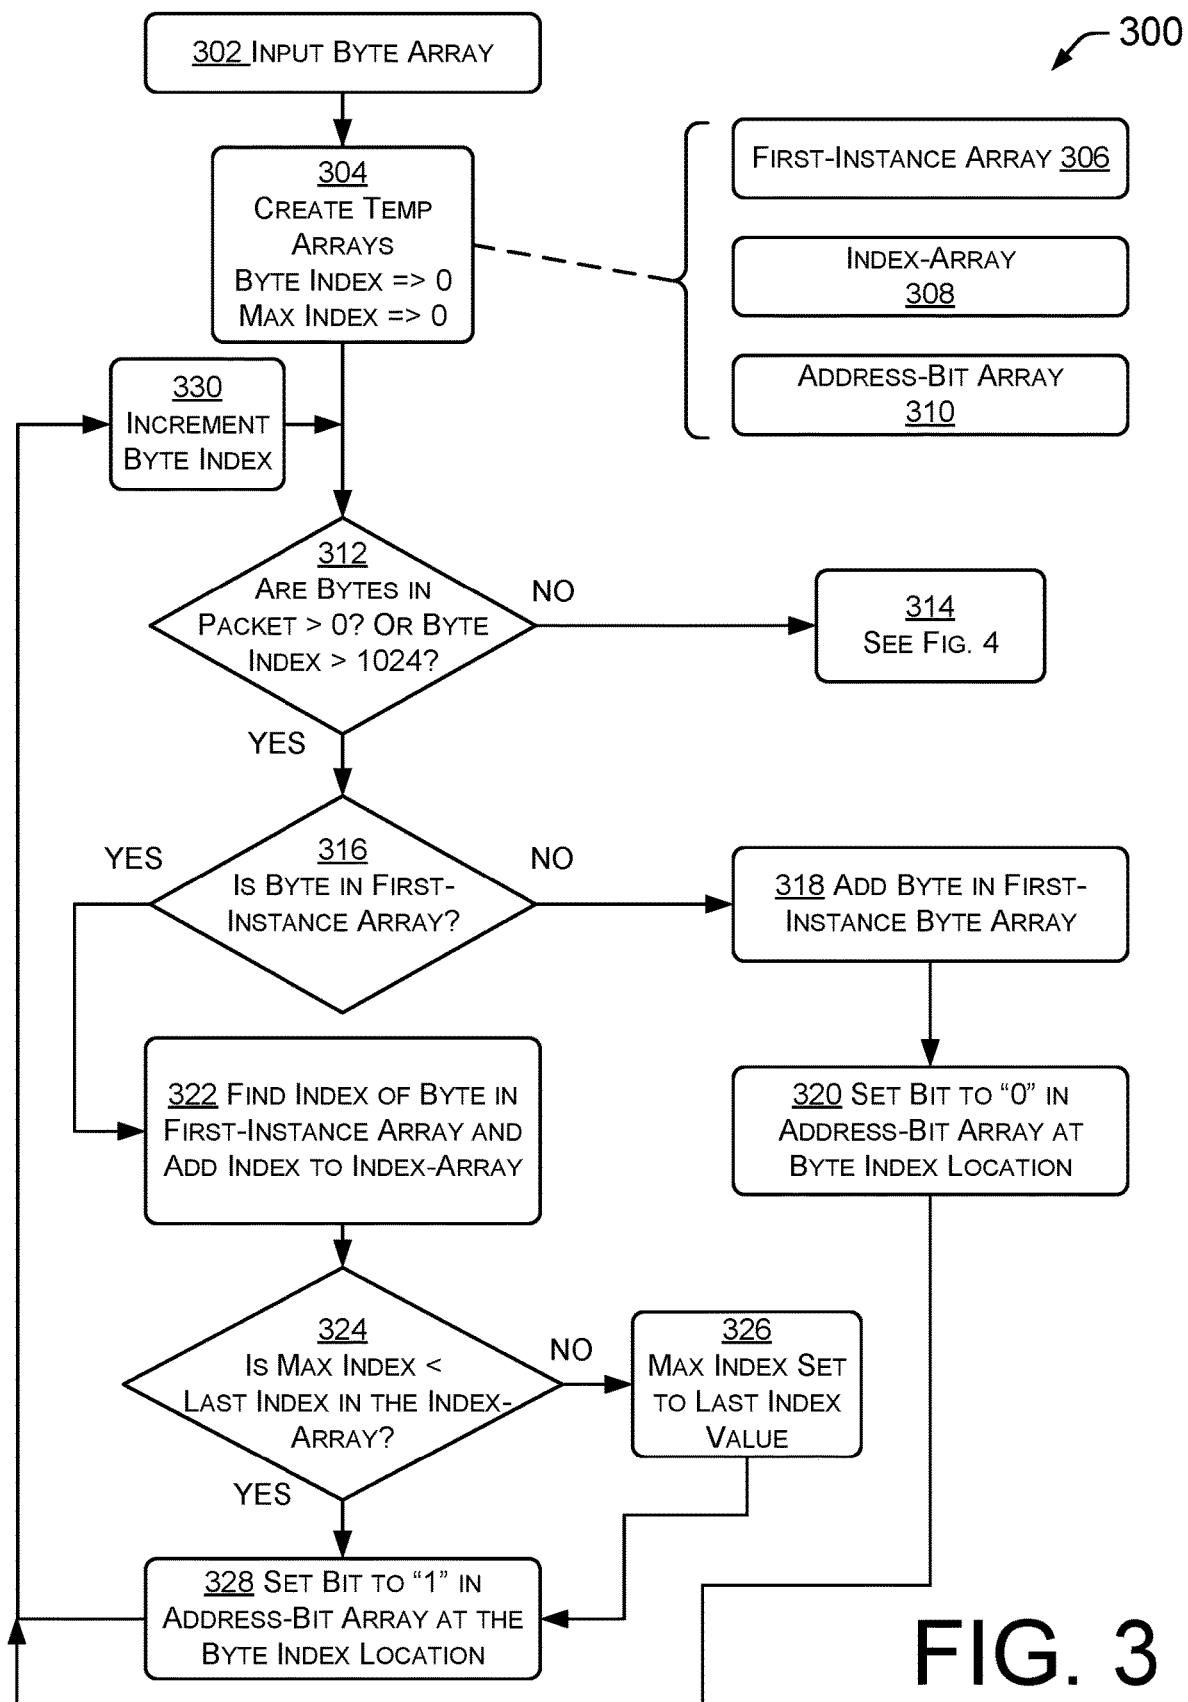 300
302 INPUT BYTE ARRAY
304
CREATE TEMP
ARRAYS
BYTE INDEX => 0
MAX INDEX => 0
FIRST-INSTANCE ARRAY 306
INDEX-ARRAY
308
ADDRESS-BIT ARRAY
310
330
INCREMENT
BYTE INDEX
312
ARE BYTES IN
PACKET > 0? OR BYTE
INDEX > 1024?
NO
314
SEE FIG. 4
YES
316
IS BYTE IN FIRST-
INSTANCE ARRAY?
YES
NO
318 ADD BYTE IN FIRST-
INSTANCE BYTE ARRAY
320 SET BIT TO “0” IN
ADDRESS-BIT ARRAY AT
BYTE INDEX LOCATION
322 FIND INDEX OF BYTE IN
FIRST-INSTANCE ARRAY AND
ADD INDEX TO INDEX-ARRAY
324
IS MAX INDEX <
LAST INDEX IN THE INDEX-
ARRAY?
NO
326
MAX INDEX SET
TO LAST INDEX
VALUE
YES
328 SET BIT TO “1” IN
ADDRESS-BIT ARRAY AT THE
BYTE INDEX LOCATION
FIG. 3